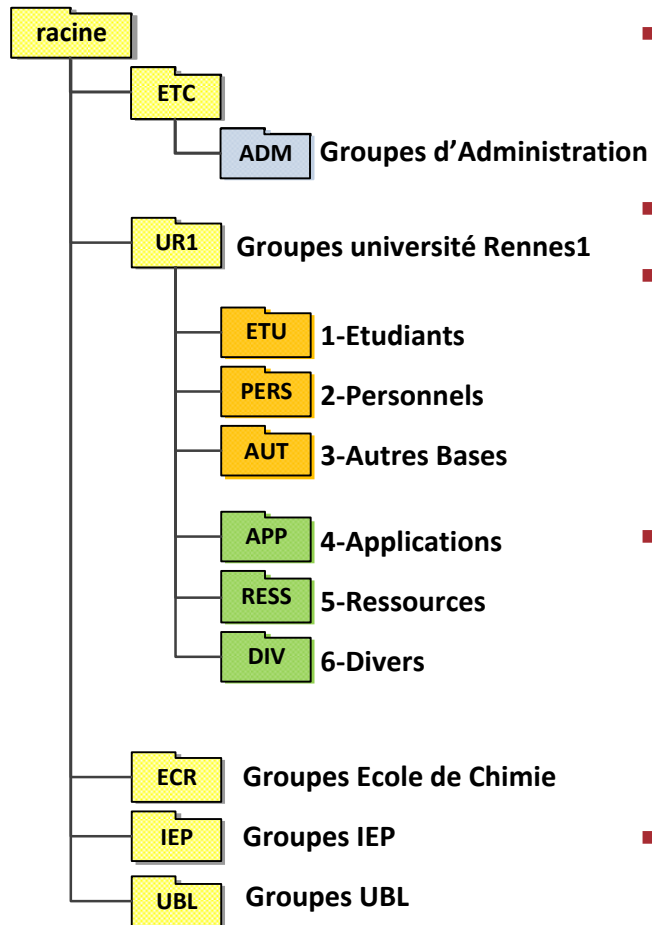 racine
ETC
ADM Groupes d’Administration
UR1 Groupes université Rennes1
ETU 1-Etudiants
PERS 2-Personnels
AUT 3-Autres Bases
APP 4-Applications
RESS 5-Ressources
DIV 6-Divers
ECR Groupes Ecole de Chimie
IEP Groupes IEP
UBL Groupes UBL